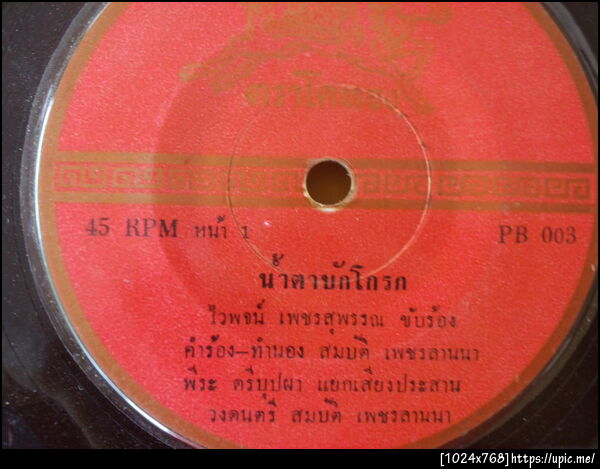 45 RPM หน้า 1
PB 003
น้ำตาบักโกรก
ไวพจน์ เพชรสุพรรณ ขับร้อง
คำร้อง-ทำนอง สมบัติ เพชรลานนา
พีระ ตรีบุปผา แยกเสียงประสาน
วงดนตรี สมบัติ เพชรลานนา
[1024x768]https://upic.me/